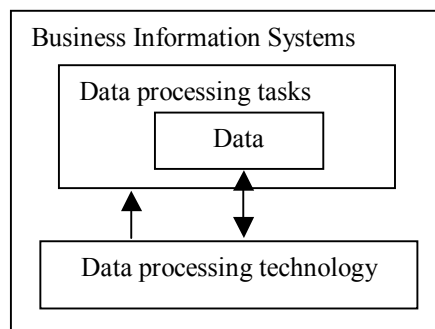 Business Information Systems
Data processing tasks
Data
Data processing technology